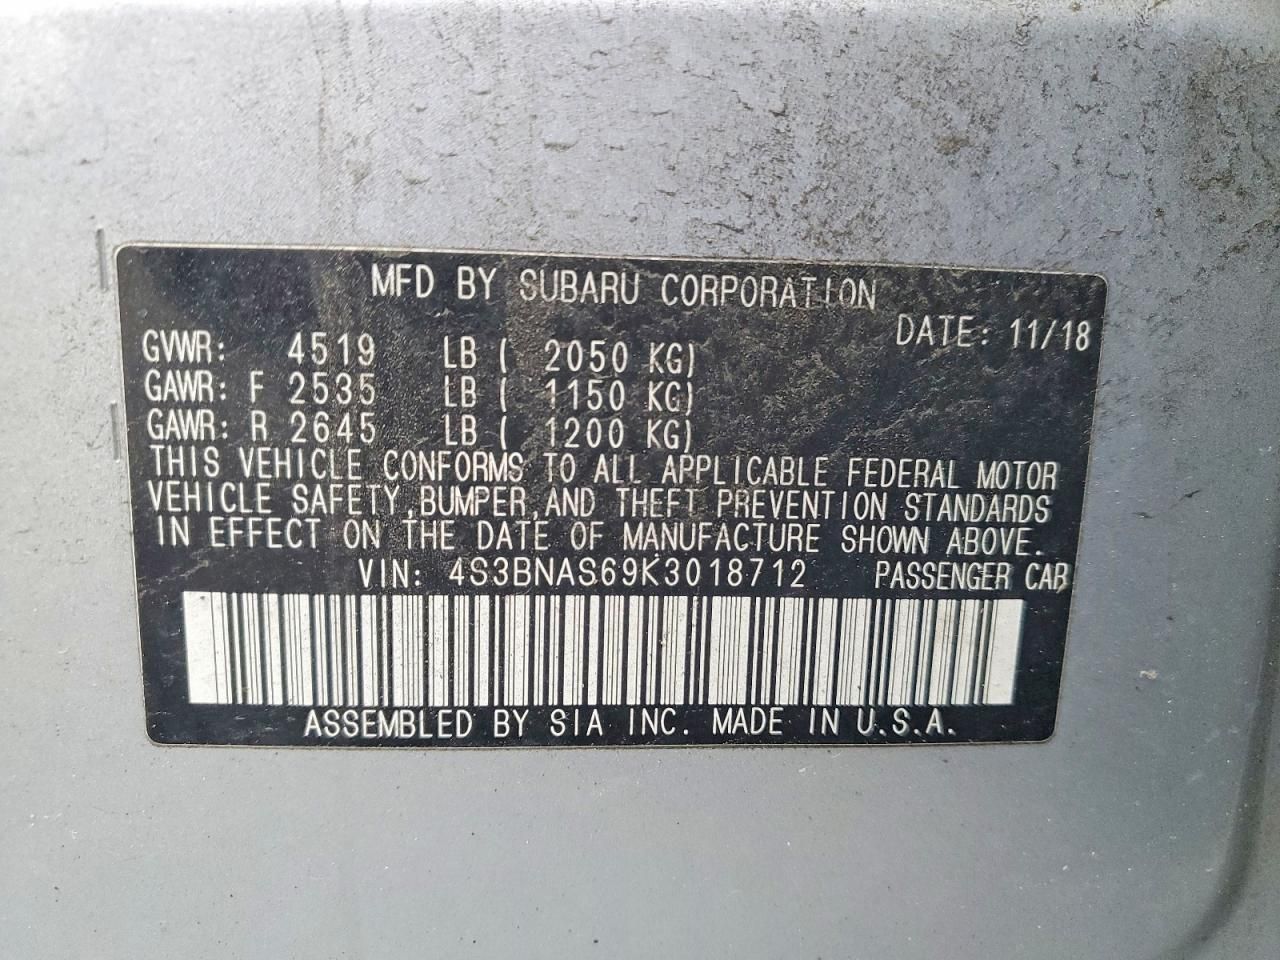 MFD BY SUBARU CORPORATION
DATE: 11/18
GVWR: 4519 LB ( 2050 KG)
GAWR: F 2535 LB ( 1150 KG)
GAWR: R 2645 LB ( 1200 KG)
THIS VEHICLE CONFORMS TO ALL APPLICABLE FEDERAL MOTOR
VEHICLE SAFETY,BUMPER,AND THEFT PREVENTION STANDARDS
IN EFFECT ON THE DATE OF MANUFACTURE SHOWN ABOVE.
VIN: 4S3BNAS69K3018712 PASSENGER CAR
ASSEMBLED BY SIA INC. MADE IN U.S.A.